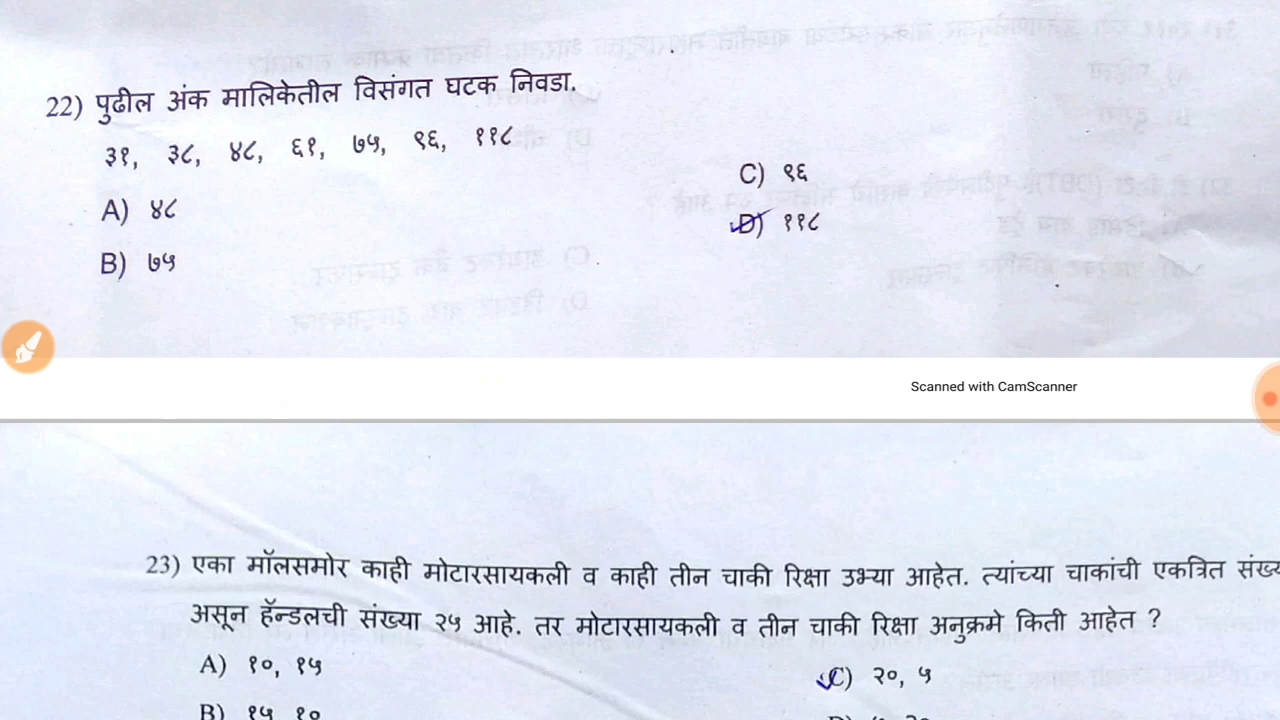 22) पुढील अंक मालिकेतील विसंगत घटक निवडा.
३१, ३८, ४८, ६१, ७५, ९६, ११८
A) ४८
B) ७५
C) ९६
D) ११८
Scanned with CamScanner
23) एका मॉलसमोर काही मोटारसायकली व काही तीन चाकी रिक्षा उभ्या आहेत. त्यांच्या चाकांची एकत्रित
असून हॅन्डलची संख्या २५ आहे. तर मोटारसायकली व तीन चाकी रिक्षा अनुक्रमे किती आहेत ?
A) १०, १५
B) १५ १०
C) २०, ५